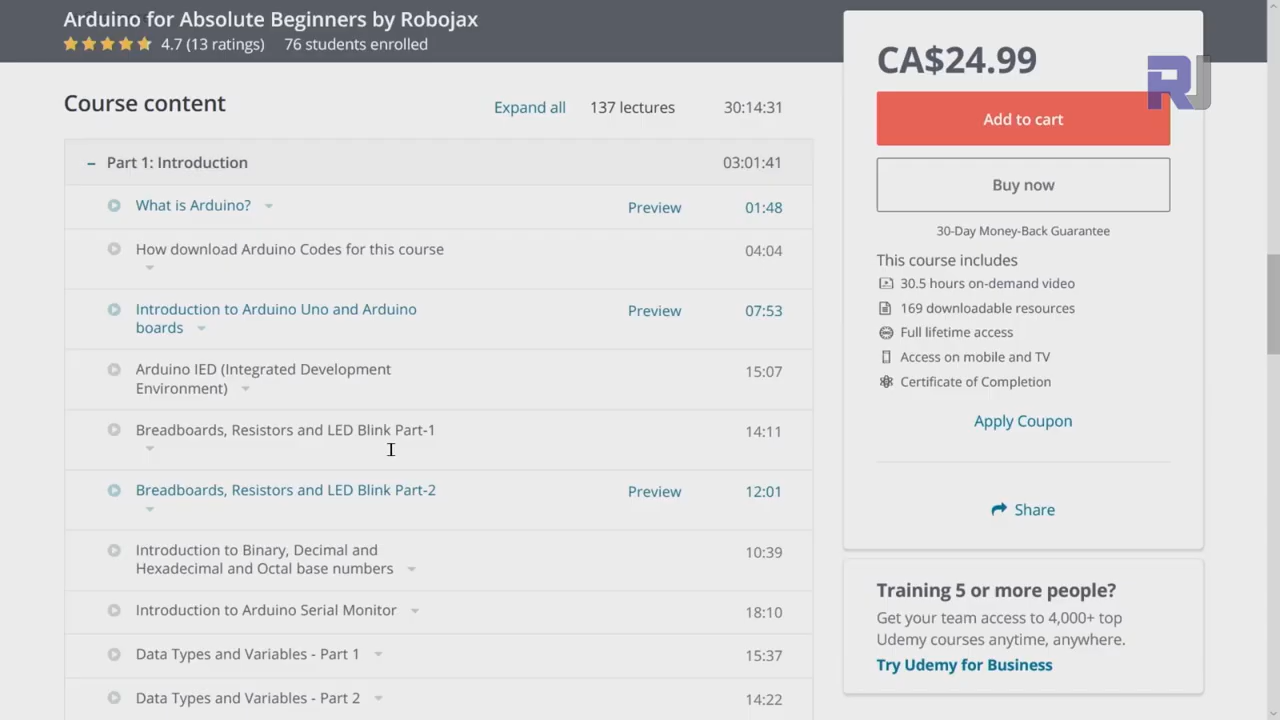 Arduino for Absolute Beginners by Robojax
4.7 (13 ratings) 76 students enrolled
Course content
Expand all 137 lectures 30:14:31
Part 1: Introduction 03:01:41
What is Arduino? Preview 01:48
How download Arduino Codes for this course 04:04
Introduction to Arduino Uno and Arduino
boards Preview 07:53
Arduino IED (Integrated Development
Environment) 15:07
Breadboards, Resistors and LED Blink Part-1 14:11
Breadboards, Resistors and LED Blink Part-2 Preview 12:01
Introduction to Binary, Decimal and
Hexadecimal and Octal base numbers 10:39
Introduction to Arduino Serial Monitor 18:10
Data Types and Variables - Part 1 15:37
Data Types and Variables - Part 2 14:22
CA$24.99
RJ
Add to cart
Buy now
30-Day Money-Back Guarantee
This course includes
30.5 hours on-demand video
169 downloadable resources
Full lifetime access
Access on mobile and TV
Certificate of Completion
Apply Coupon
Share
Training 5 or more people?
Get your team access to 4,000+ top
Udemy courses anytime, anywhere.
Try Udemy for Business